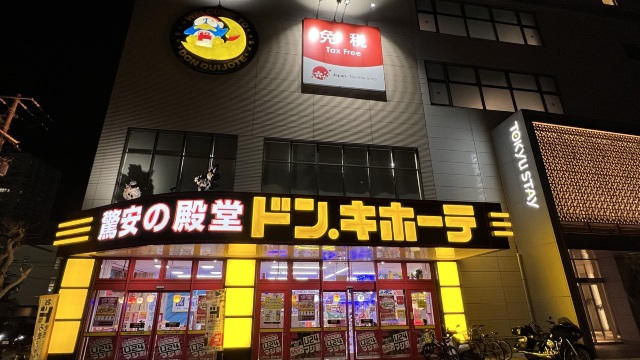 DON QUIJOTE
免税
Tax Free
Japan. Tax-free Shop
TOKYU STAY
驚安の殿堂 ドン.キホーテ